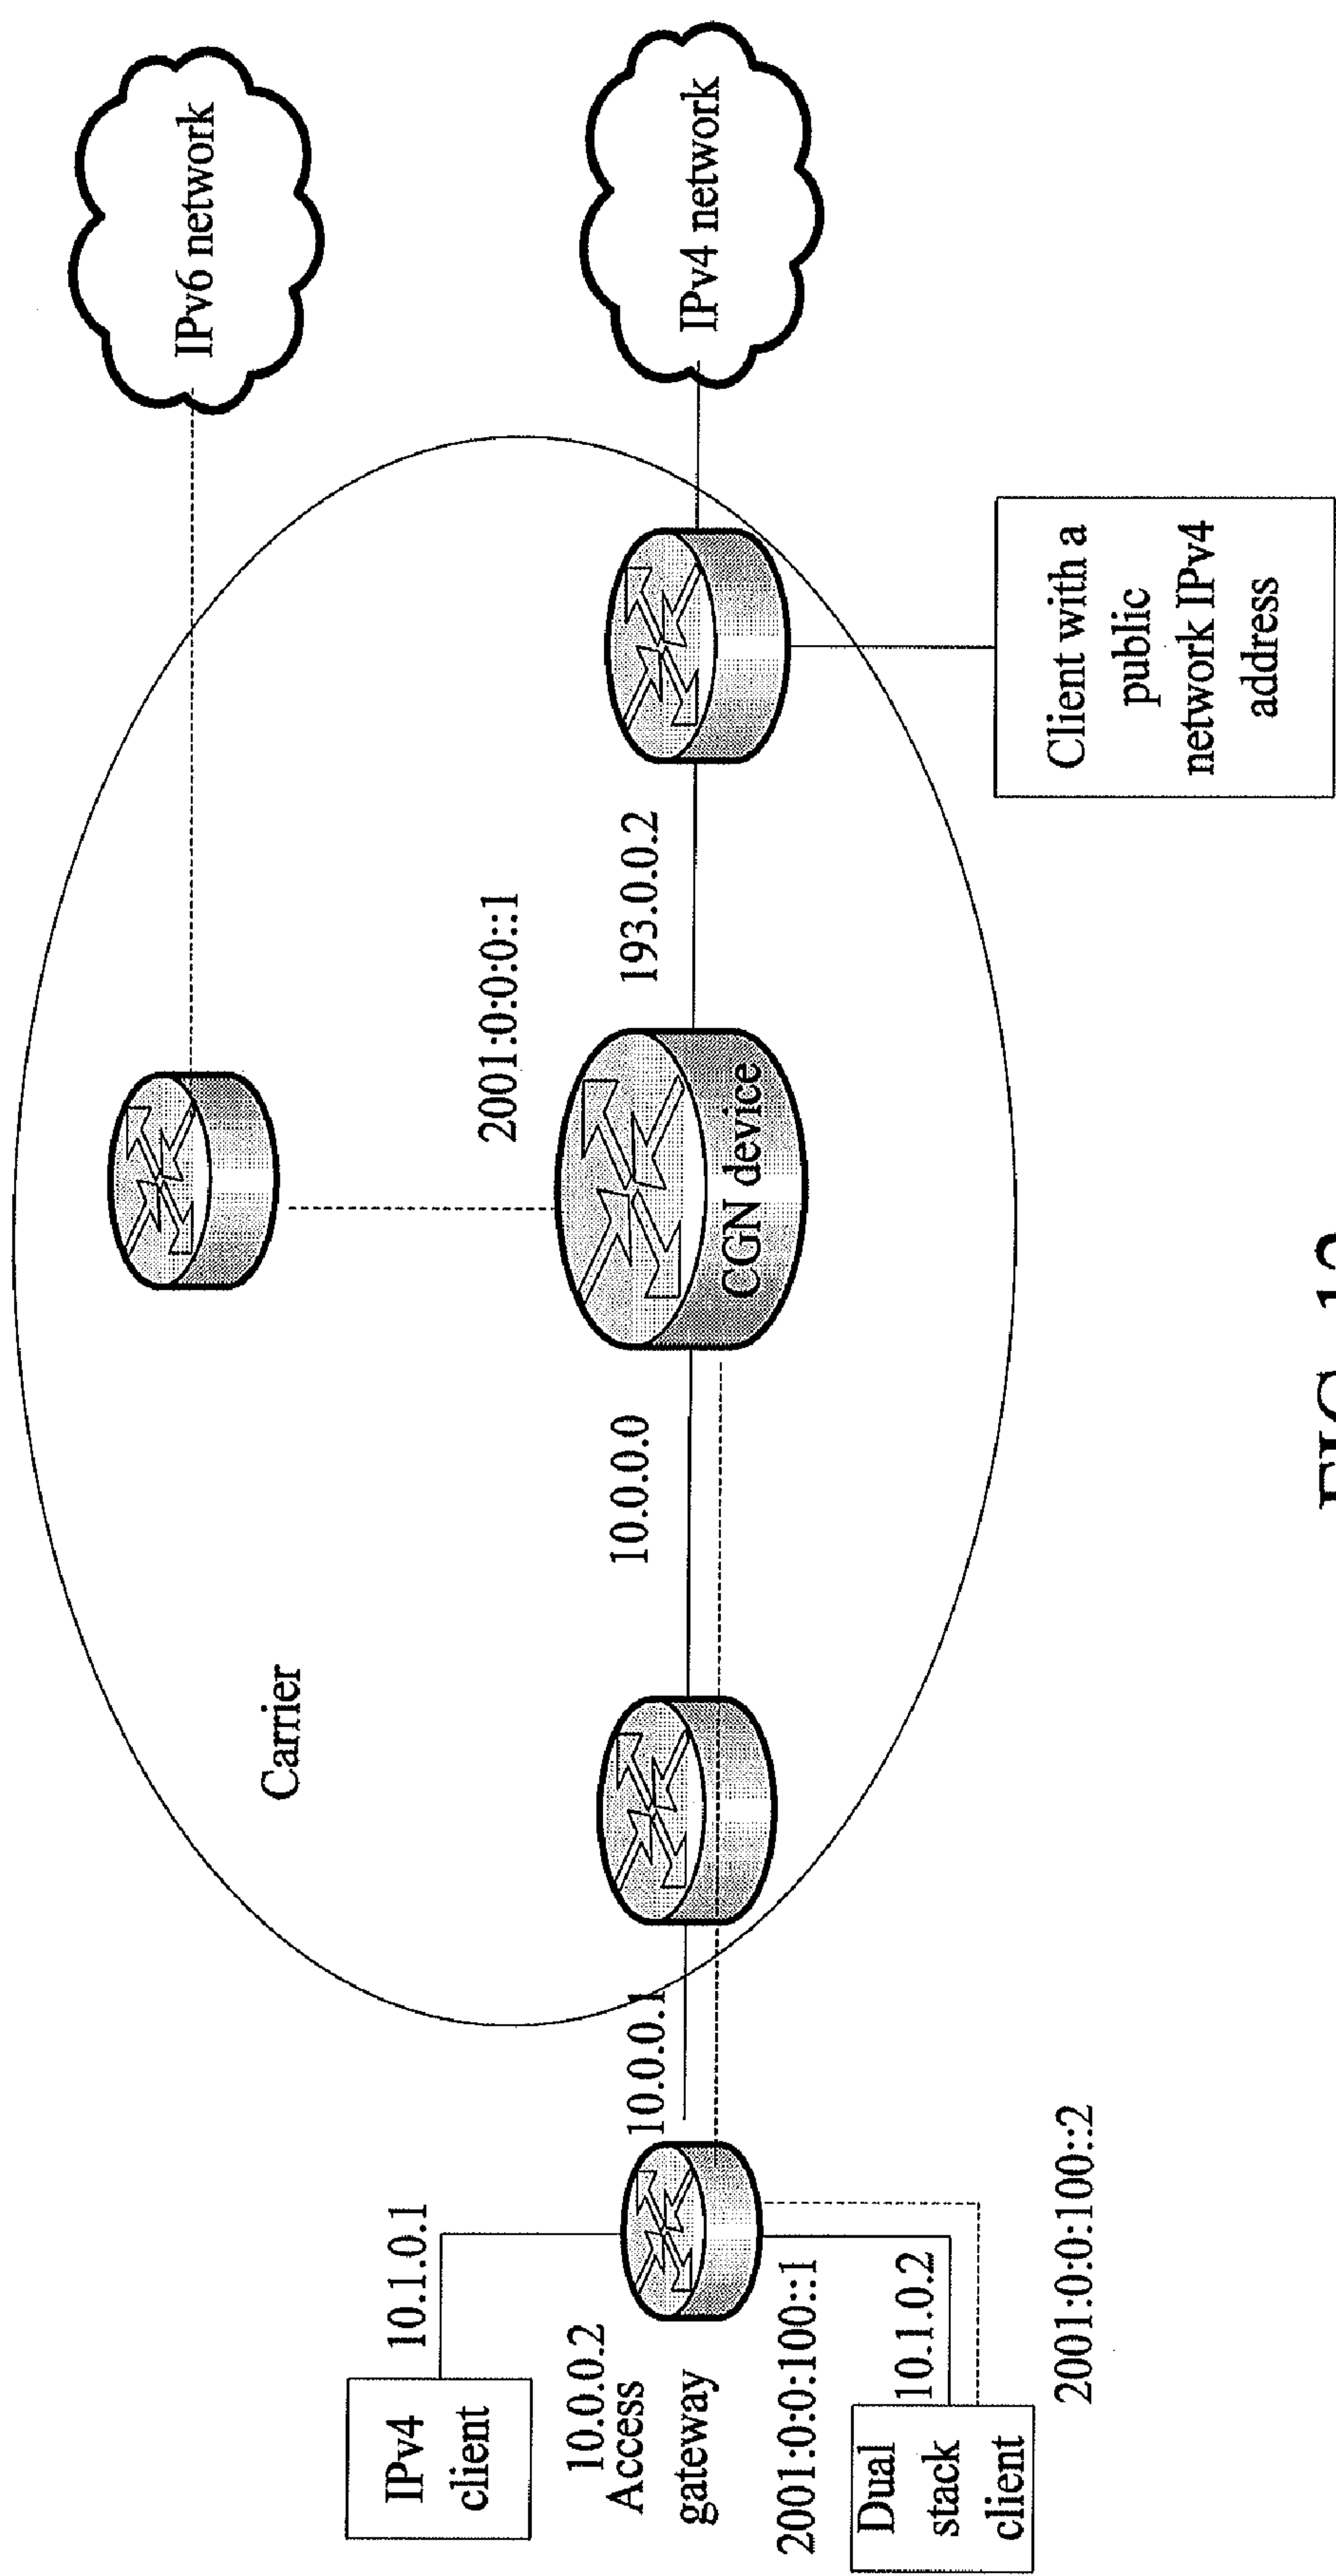 IPv6 network
IPv4 network
Carrier
2001:0:0:0::1
193.0.0.2
10.0.0.0
CGN device
Client with a
public
network IPv4
address
10.0.0.1
10.1.0.1
IPv4
client
10.0.0.2
Access
gateway
2001:0:0:100::1
10.1.0.2
Dual
stack
client
2001:0:0:100::2